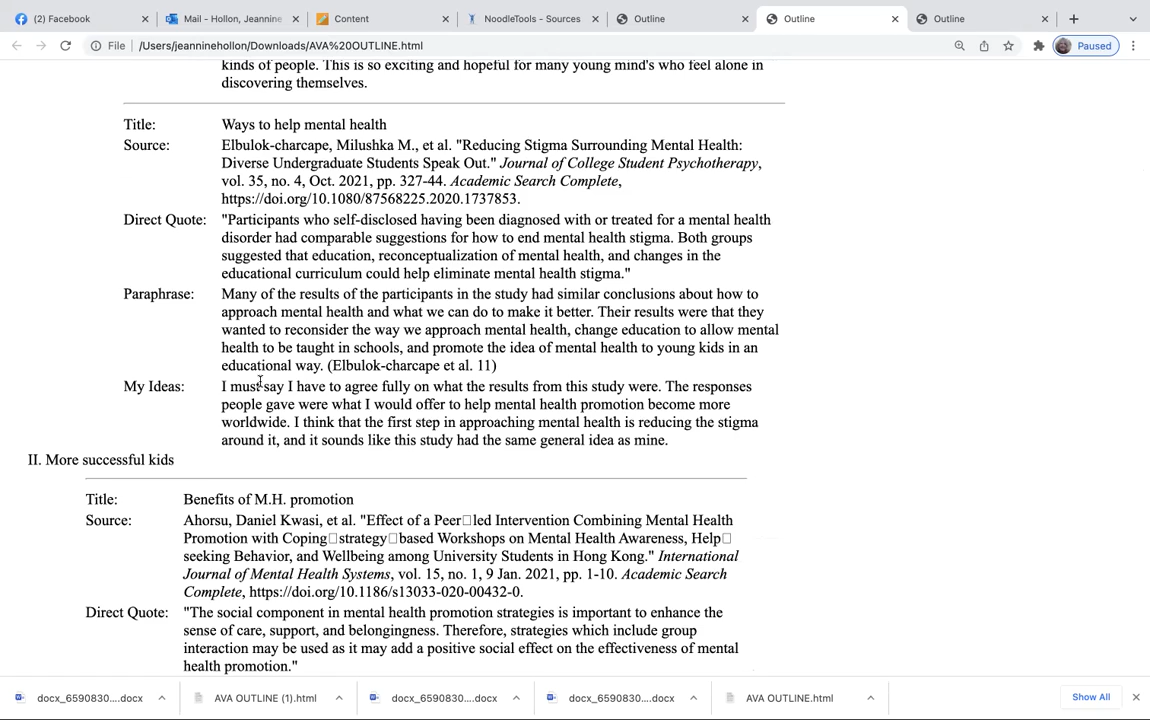 (2) Facebook
Mail - Hollon, Jeannine
Content
NoodleTools - Sources
Outline
Outline
Outline
File
/Users/jeanninehollon/Downloads/AVA%20OUTLINE.html
Paused
kinds of people. This is so exciting and hopeful for many young mind's who feel alone in
discovering themselves.
Title: Ways to help mental health
Source: Elbulok-charcape, Milushka M., et al. "Reducing Stigma Surrounding Mental Health:
Diverse Undergraduate Students Speak Out." Journal of College Student Psychotherapy,
vol. 35, no. 4, Oct. 2021, pp. 327-44. Academic Search Complete,
https://doi.org/10.1080/87568225.2020.1737853.
Direct Quote: "Participants who self-disclosed having been diagnosed with or treated for a mental health
disorder had comparable suggestions for how to end mental health stigma. Both groups
suggested that education, reconceptualization of mental health, and changes in the
educational curriculum could help eliminate mental health stigma."
Paraphrase: Many of the results of the participants in the study had similar conclusions about how to
approach mental health and what we can do to make it better. Their results were that they
wanted to reconsider the way we approach mental health, change education to allow mental
health to be taught in schools, and promote the idea of mental health to young kids in an
educational way. (Elbulok-charcape et al. 11)
My Ideas: I must say I have to agree fully on what the results from this study were. The responses
people gave were what I would offer to help mental health promotion become more
worldwide. I think that the first step in approaching mental health is reducing the stigma
around it, and it sounds like this study had the same general idea as mine.
II. More successful kids
Title: Benefits of M.H. promotion
Source: Ahorsu, Daniel Kwasi, et al. "Effect of a Peer□led Intervention Combining Mental Health
Promotion with Coping□strategy□based Workshops on Mental Health Awareness, Help□
seeking Behavior, and Wellbeing among University Students in Hong Kong." International
Journal of Mental Health Systems, vol. 15, no. 1, 9 Jan. 2021, pp. 1-10. Academic Search
Complete, https://doi.org/10.1186/s13033-020-00432-0.
Direct Quote: "The social component in mental health promotion strategies is important to enhance the
sense of care, support, and belongingness. Therefore, strategies which include group
interaction may be used as it may add a positive social effect on the effectiveness of mental
health promotion."
docx_6590830....docx
AVA OUTLINE (1).html
docx_6590830....docx
docx_6590830....docx
AVA OUTLINE.html
Show All